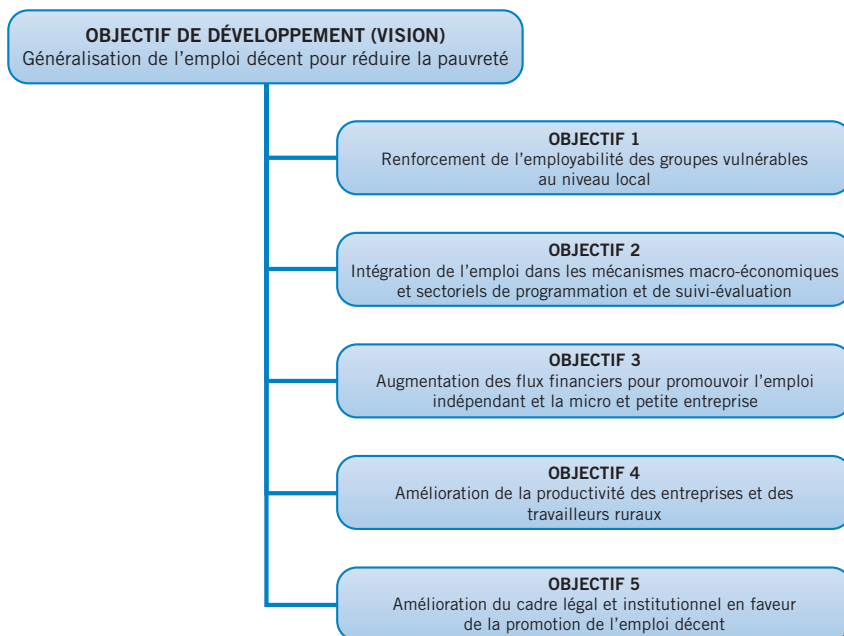 OBJECTIF DE DÉVELOPPEMENT (VISION)
Généralisation de l’emploi décent pour réduire la pauvreté
OBJECTIF 1
Renforcement de l’employabilité des groupes vulnérables
au niveau local
OBJECTIF 2
Intégration de l’emploi dans les mécanismes macro-économiques
et sectoriels de programmation et de suivi-évaluation
OBJECTIF 3
Augmentation des flux financiers pour promouvoir l’emploi
indépendant et la micro et petite entreprise
OBJECTIF 4
Amélioration de la productivité des entreprises et des
travailleurs ruraux
OBJECTIF 5
Amélioration du cadre légal et institutionnel en faveur
de la promotion de l’emploi décent